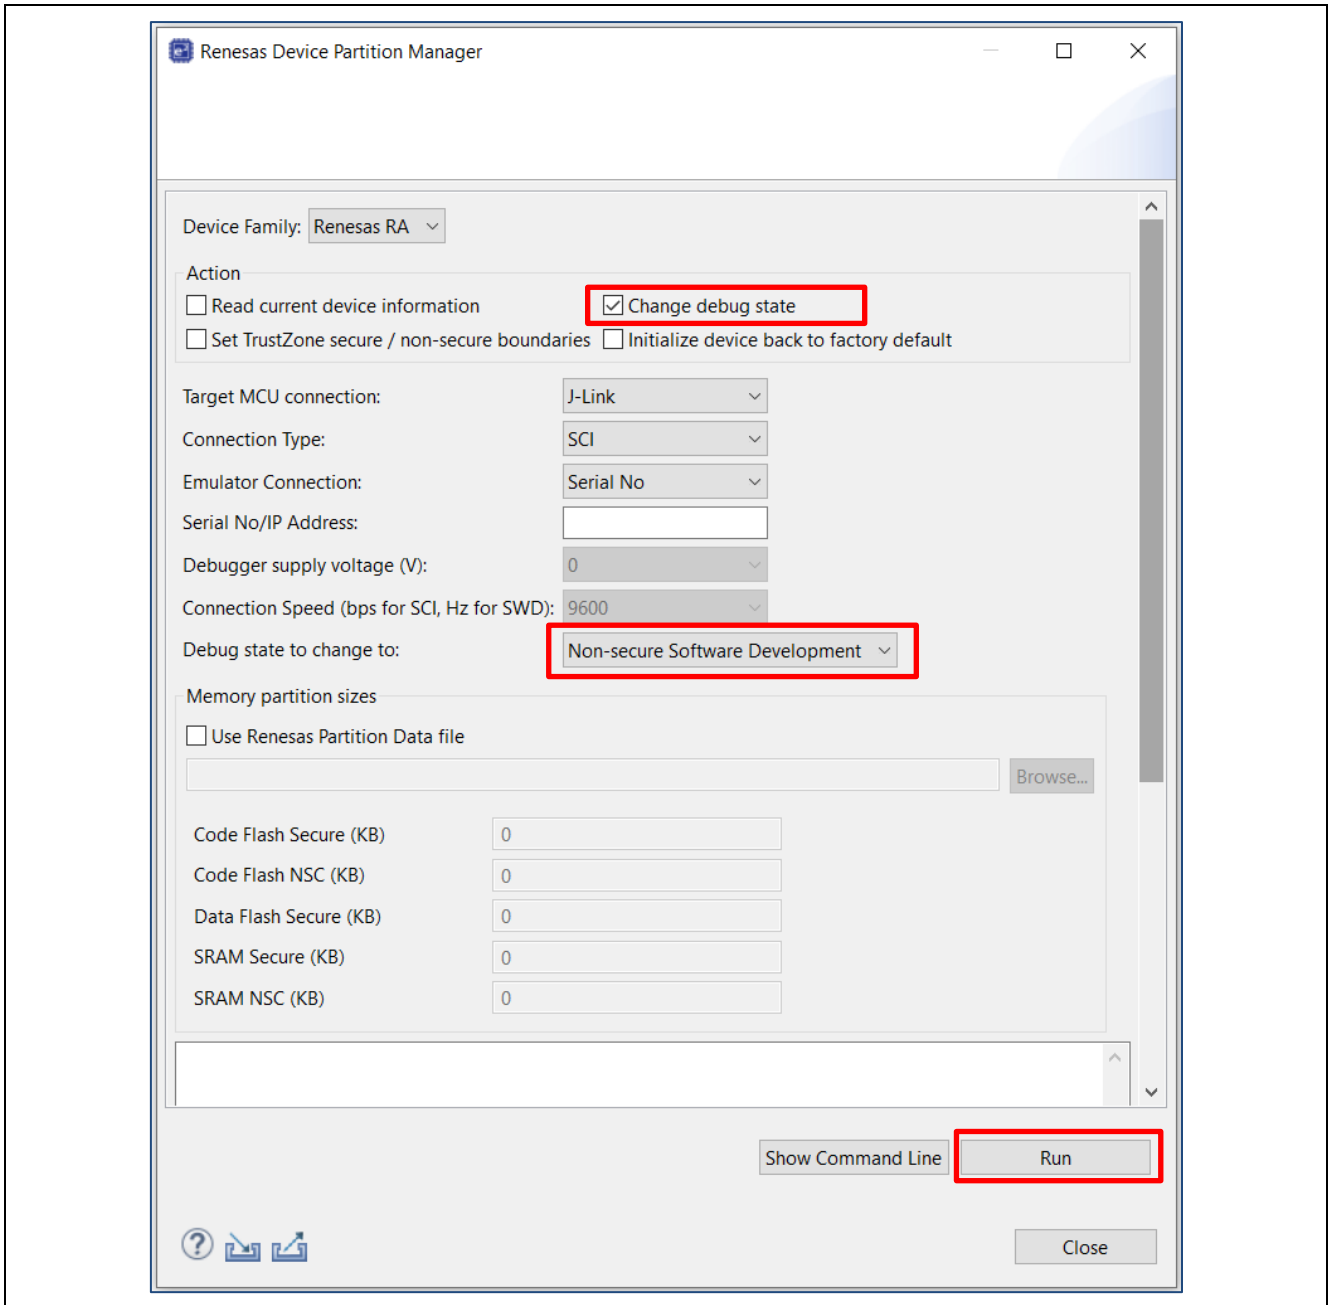 Renesas Device Partition Manager
Device Family: Renesas RA
Action
Read current device information Change debug state
Set TrustZone secure / non-secure boundaries Initialize device back to factory default
Target MCU connection: J-Link
Connection Type: SCI
Emulator Connection: Serial No
Serial No/IP Address:
Debugger supply voltage (V): 0
Connection Speed (bps for SCI, Hz for SWD): 9600
Debug state to change to: Non-secure Software Development
Memory partition sizes
Use Renesas Partition Data file
Browse...
Code Flash Secure (KB) 0
Code Flash NSC (KB) 0
Data Flash Secure (KB) 0
SRAM Secure (KB) 0
SRAM NSC (KB) 0
Show Command Line Run
Close